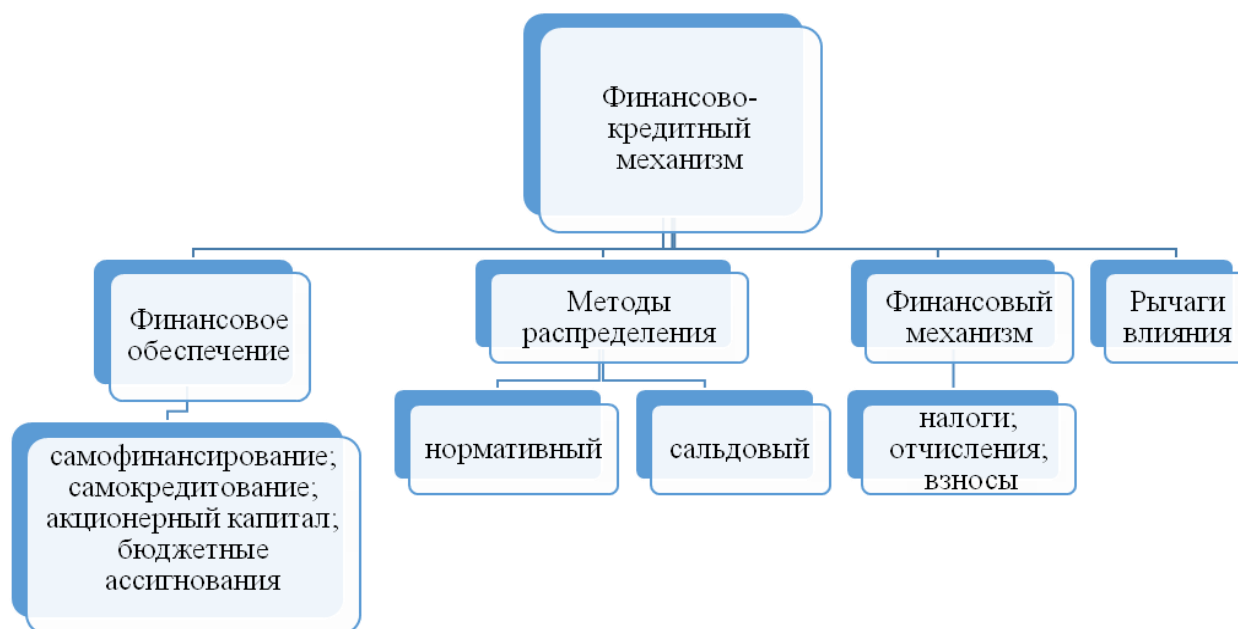 Финансово-
кредитный
механизм
Финансовое
обеспечение
Методы
распределения
Финансовый
механизм
Рычаги
влияния
самофинансирование;
самокредитование;
акционерный капитал;
бюджетные
ассигнования
нормативный
сальдовый
налоги;
отчисления;
взносы